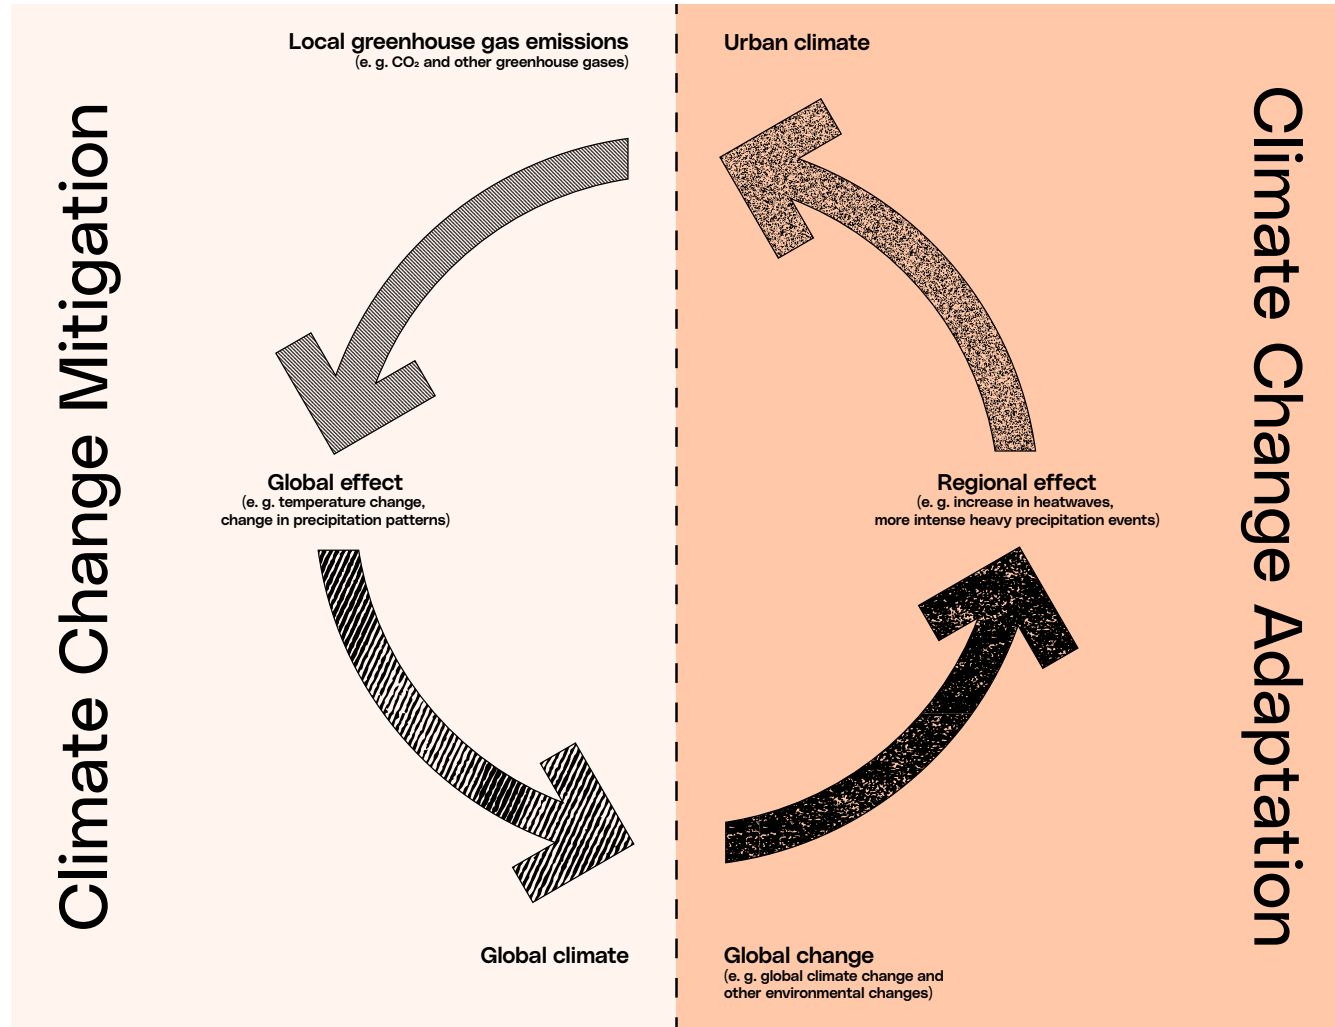 Climate Change Mitigation
Local greenhouse gas emissions
(e. g. CO₂ and other greenhouse gases)
Global effect
(e. g. temperature change,
change in precipitation patterns)
Global climate
Urban climate
Regional effect
(e. g. increase in heatwaves,
more intense heavy precipitation events)
Global change
(e. g. global climate change and
other environmental changes)
Climate Change Adaptation